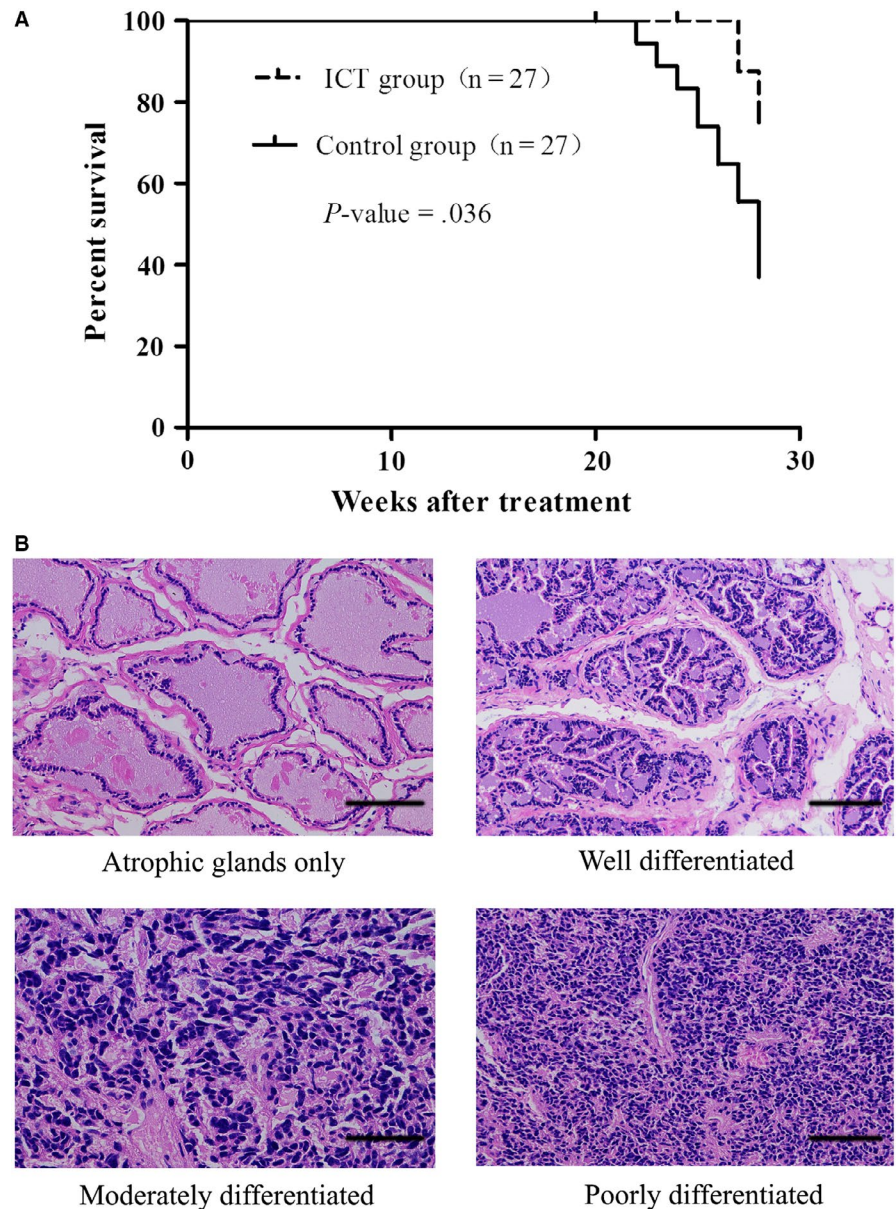 A
100
80
60
40
20
0
Percent survival
ICT group (n = 27)
Control group (n = 27)
P-value = .036
0 10 20 30
Weeks after treatment
B
Atrophic glands only
Well differentiated
Moderately differentiated
Poorly differentiated